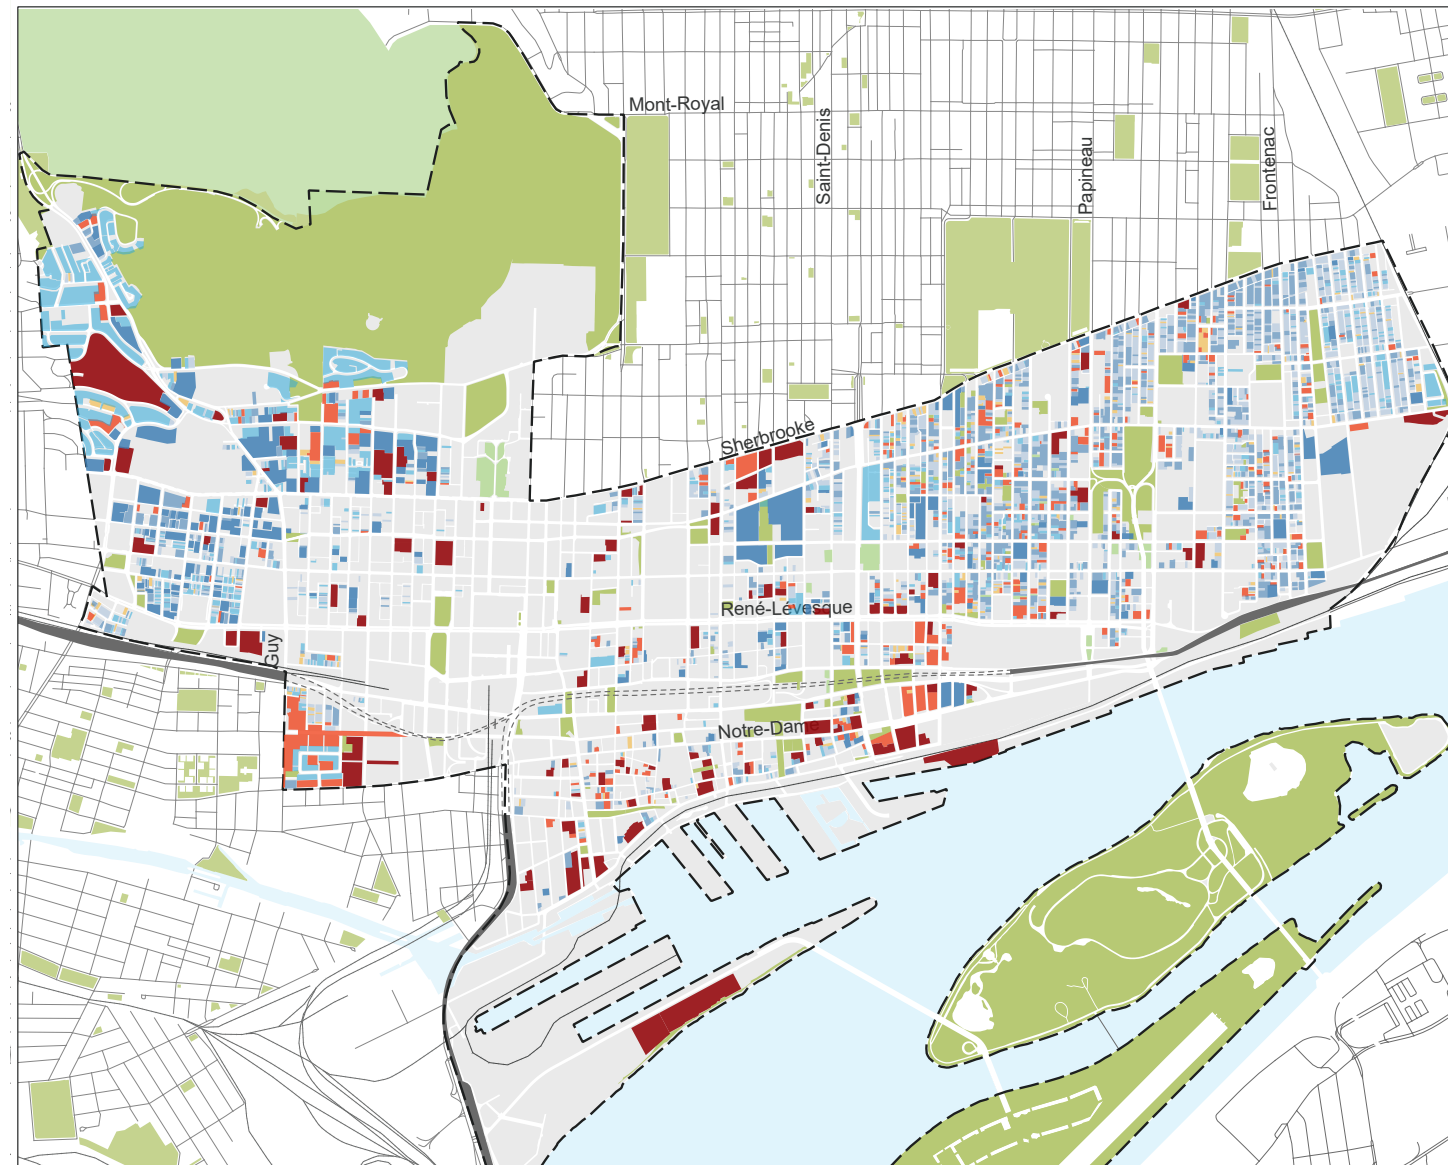 Mont-Royal
Saint-Denis
Papineau
Frontenac
Sherbrooke
René-Lévesque
Guy
Notre-Dame